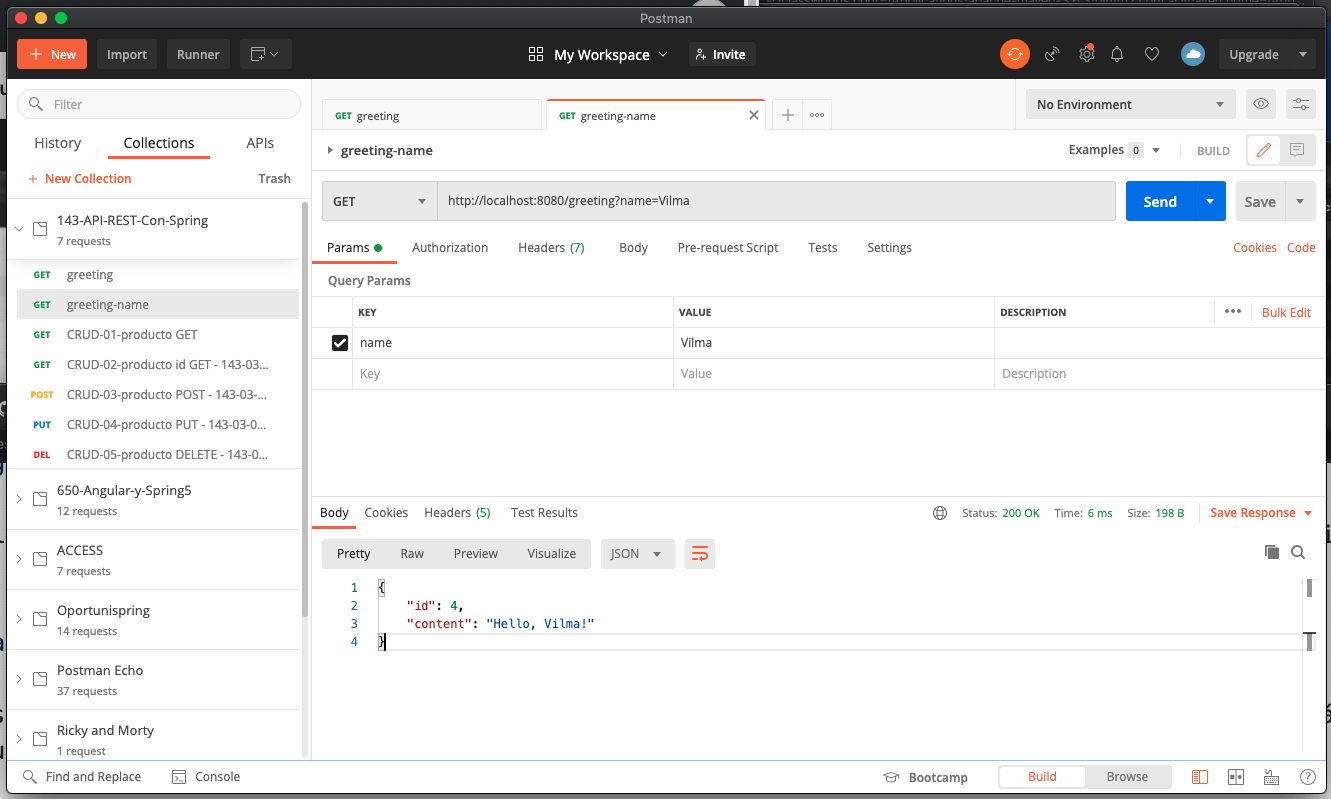 Postman
New
Import
Runner
My Workspace
Invite
Upgrade
Filter
History
Collections
APIs
+ New Collection
Trash
143-API-REST-Con-Spring
7 requests
GET greeting
GET greeting-name
GET CRUD-01-producto GET
GET CRUD-02-producto id GET - 143-03...
POST CRUD-03-producto POST - 143-03-...
PUT CRUD-04-producto PUT - 143-03-0...
DEL CRUD-05-producto DELETE - 143-0...
650-Angular-y-Spring5
12 requests
ACCESS
7 requests
Oportunispring
14 requests
Postman Echo
37 requests
Ricky and Morty
1 request
GET greeting
GET greeting-name
No Environment
greeting-name
Examples 0
BUILD
GET
http://localhost:8080/greeting?name=Vilma
Send
Save
Params
Authorization
Headers (7)
Body
Pre-request Script
Tests
Settings
Cookies
Code
Query Params
KEY VALUE DESCRIPTION
Bulk Edit
name Vilma
Key Value Description
Body
Cookies
Headers (5)
Test Results
Status: 200 OK
Time: 6 ms
Size: 198 B
Save Response
Pretty
Raw
Preview
Visualize
JSON
1 {
2 "id": 4,
3 "content": "Hello, Vilma!"
4 }
Find and Replace
Console
Bootcamp
Build
Browse